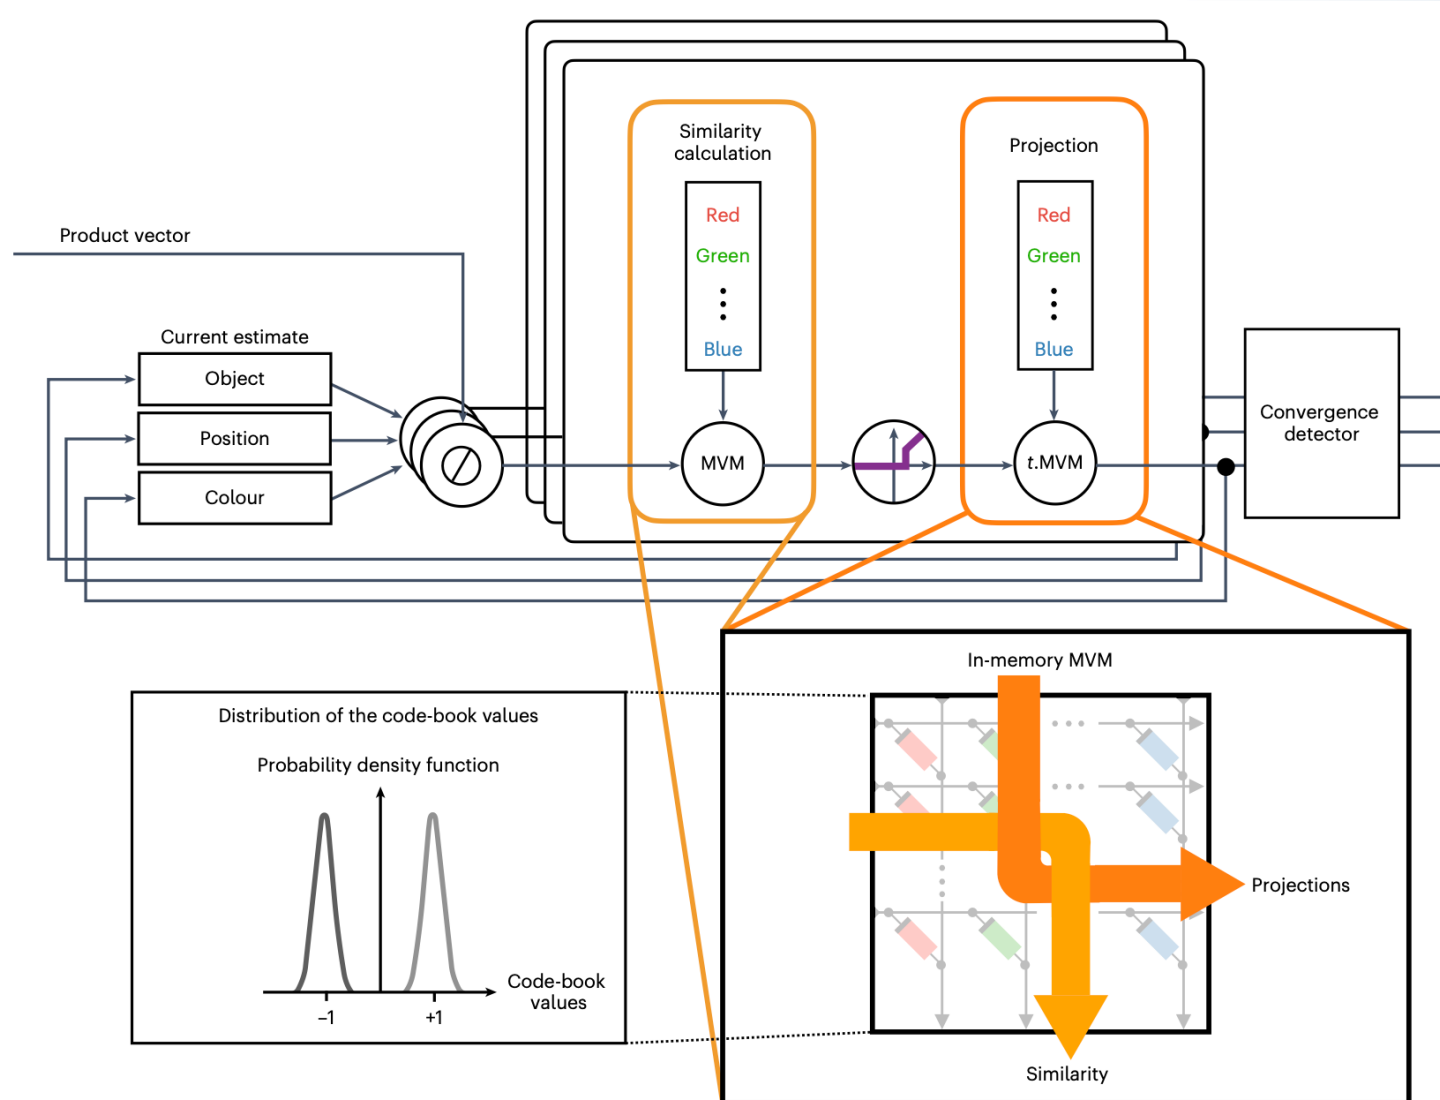 Similarity
calculation
Red
Green
Blue
MVM
Projection
Red
Green
Blue
t.MVM
Product vector
Current estimate
Object
Position
Colour
Convergence
detector
In-memory MVM
Projections
Similarity
Distribution of the code-book values
Probability density function
Code-book
values
–1
+1